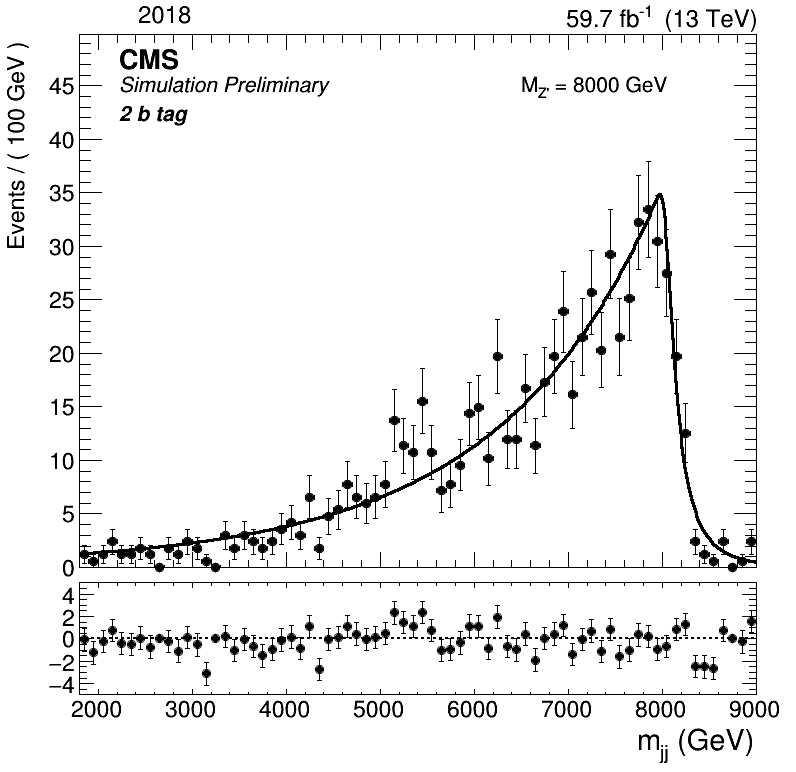 2018
59.7 fb⁻¹ (13 TeV)
CMS
Simulation Preliminary
2 b tag
M_Z' = 8000 GeV
Events / ( 100 GeV )
45
40
35
30
25
20
15
10
5
0
4
2
0
−2
−4
2000 3000 4000 5000 6000 7000 8000 9000
m_jj (GeV)